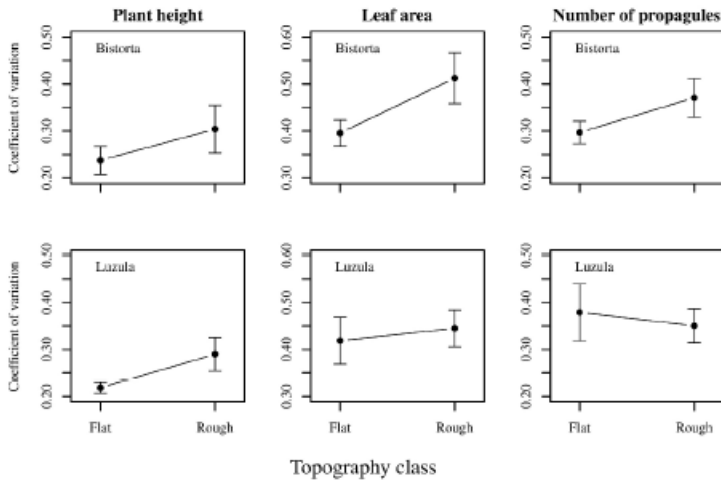 Plant height
Leaf area
Number of propagules
Coefficient of variation
0.50
0.40
0.30
0.20
Bistorta
0.60
0.50
0.40
0.30
Bistorta
0.50
0.40
0.30
0.20
Bistorta
Coefficient of variation
0.50
0.40
0.30
0.20
Luzula
0.60
0.50
0.40
0.30
Luzula
0.50
0.40
0.30
0.20
Luzula
Flat Rough
Flat Rough
Flat Rough
Topography class